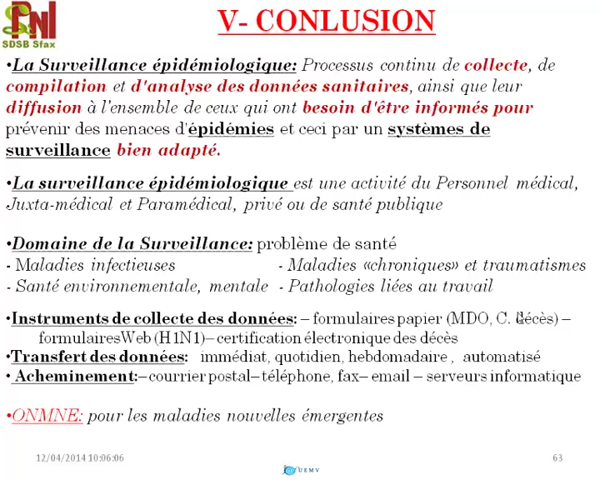 PNI
SDSB Sfax
V- CONLUSION
•La Surveillance épidémiologique: Processus continu de collecte, de
compilation et d'analyse des données sanitaires, ainsi que leur
diffusion à l'ensemble de ceux qui ont besoin d'être informés pour
prévenir des menaces d'épidémies et ceci par un systèmes de
surveillance bien adapté.
•La surveillance épidémiologique est une activité du Personnel médical,
Juxta-médical et Paramédical, privé ou de santé publique
•Domaine de la Surveillance: problème de santé
- Maladies infectieuses - Maladies «chroniques» et traumatismes
- Santé environnementale, mentale - Pathologies liées au travail
•Instruments de collecte des données: – formulaires papier (MDO, C. décès) –
formulairesWeb (H1N1)– certification électronique des décès
•Transfert des données: immédiat, quotidien, hebdomadaire , automatisé
• Acheminement:–courrier postal–téléphone, fax– email – serveurs informatique
•ONMNE: pour les maladies nouvelles émergentes
12/04/2014 10:06:06 63
UEMV